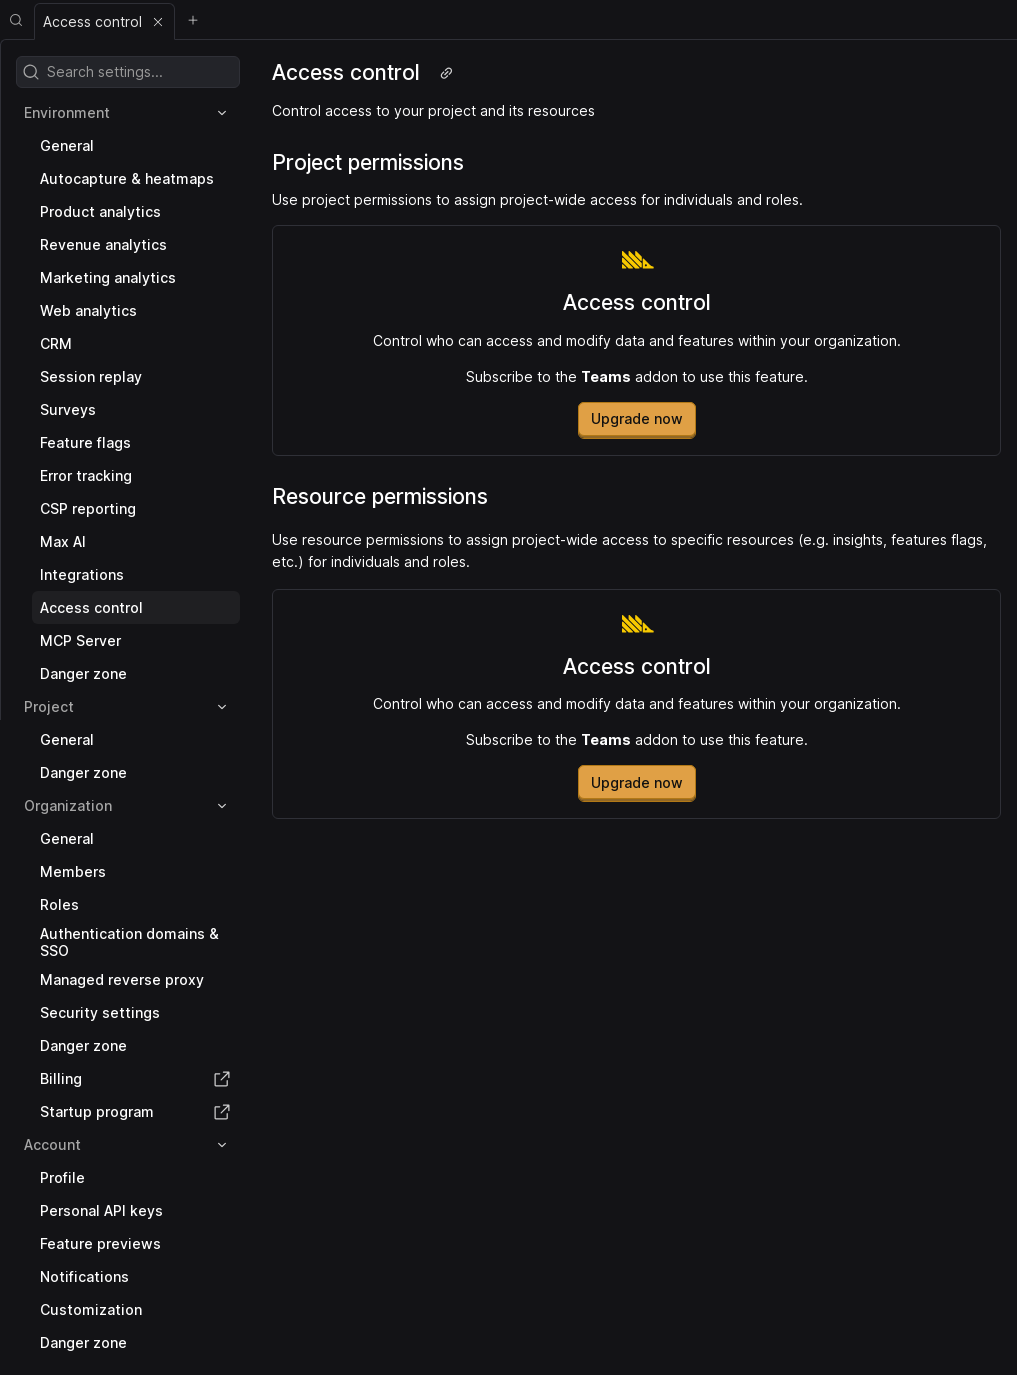 Access control
Search settings...
Environment
General
Autocapture & heatmaps
Product analytics
Revenue analytics
Marketing analytics
Web analytics
CRM
Session replay
Surveys
Feature flags
Error tracking
CSP reporting
Max AI
Integrations
Access control
MCP Server
Danger zone
Project
General
Danger zone
Organization
General
Members
Roles
Authentication domains &
SSO
Managed reverse proxy
Security settings
Danger zone
Billing
Startup program
Account
Profile
Personal API keys
Feature previews
Notifications
Customization
Danger zone
Access control
Control access to your project and its resources
Project permissions
Use project permissions to assign project-wide access for individuals and roles.
Access control
Control who can access and modify data and features within your organization.
Subscribe to the Teams addon to use this feature.
Upgrade now
Resource permissions
Use resource permissions to assign project-wide access to specific resources (e.g. insights, features flags,
etc.) for individuals and roles.
Access control
Control who can access and modify data and features within your organization.
Subscribe to the Teams addon to use this feature.
Upgrade now